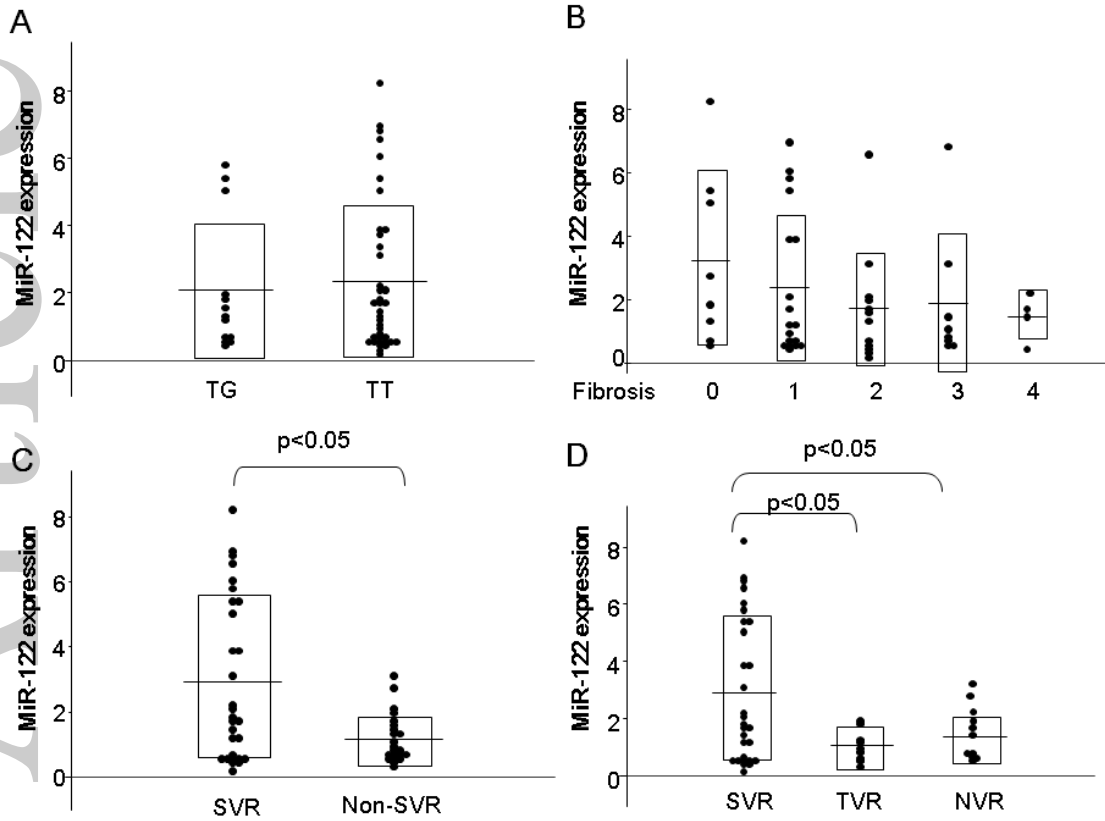 A
MiR-122 expression
8
6
4
2
0
TG TT
B
MiR-122 expression
8
6
4
2
0
Fibrosis 0 1 2 3 4
C
p<0.05
MiR-122 expression
8
6
4
2
0
SVR Non-SVR
D
p<0.05
p<0.05
MiR-122 expression
8
6
4
2
0
SVR TVR NVR